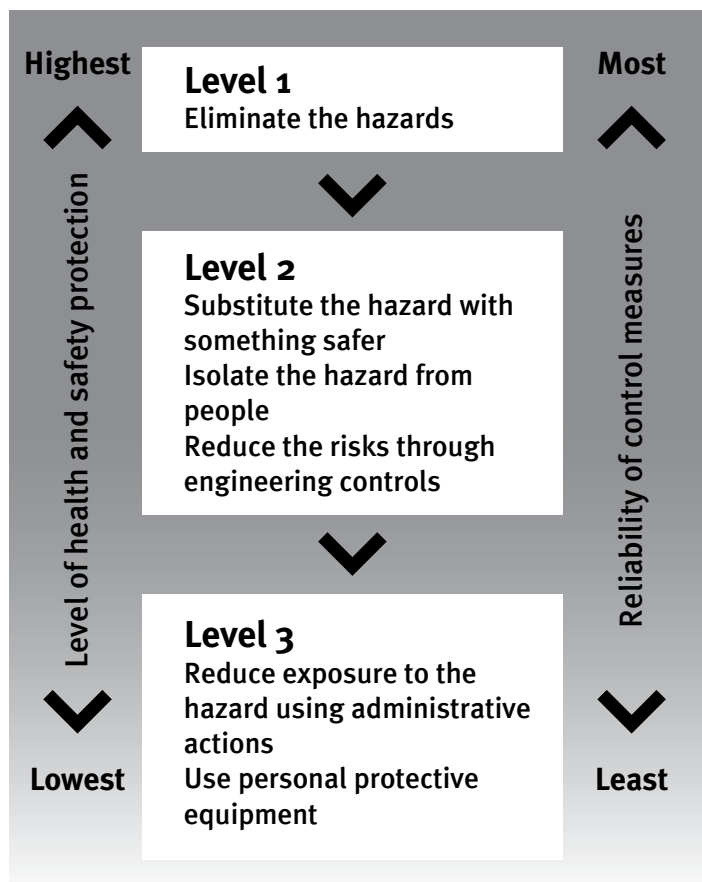 Highest
Most
Level 1
Eliminate the hazards
Level of health and safety protection
Reliability of control measures
Level 2
Substitute the hazard with
something safer
Isolate the hazard from
people
Reduce the risks through
engineering controls
Level 3
Reduce exposure to the
hazard using administrative
actions
Use personal protective
equipment
Lowest
Least